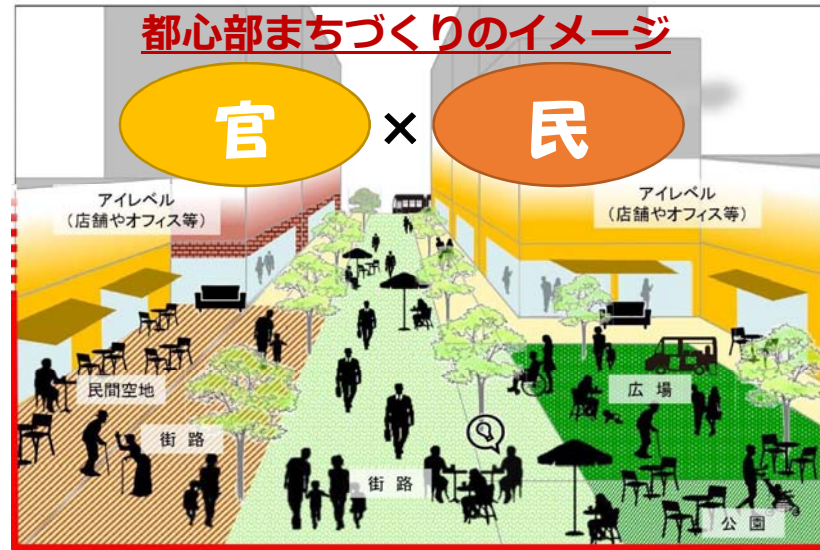 都心部まちづくりのイメージ
官 × 民
アイレベル
(店舗やオフィス等)
アイレベル
(店舗やオフィス等)
民間空地
広 場
街 路
街 路
公 園